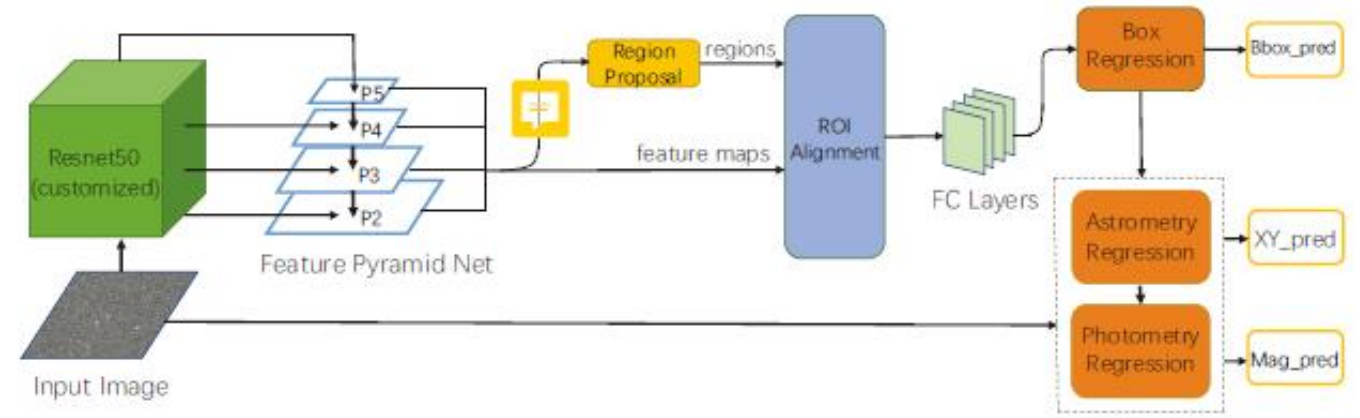 Resnet50
(customized)
Input Image
P5
P4
P3
P2
Feature Pyramid Net
Region
Proposal
regions
feature maps
ROI
Alignment
FC Layers
Box
Regression
Bbox_pred
Astrometry
Regression
XY_pred
Photometry
Regression
Mag_pred